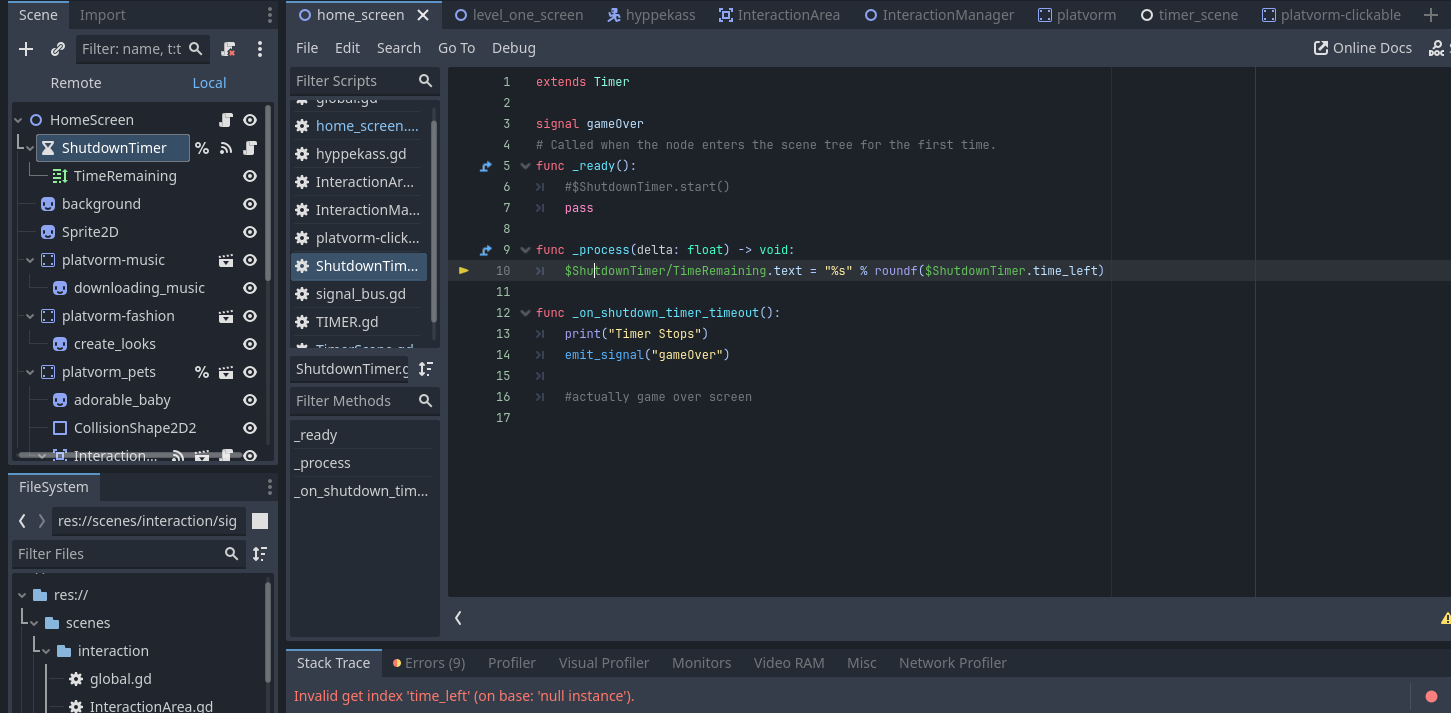 Scene Import
home_screen level_one_screen hyppekass InteractionArea InteractionManager platvorm timer_scene platvorm-clickable
Filter: name, t:t
File Edit Search Go To Debug Online Docs
Remote Local
Filter Scripts
HomeScreen
ShutdownTimer
TimeRemaining
background
Sprite2D
platvorm-music
downloading_music
platvorm-fashion
create_looks
platvorm_pets
adorable_baby
CollisionShape2D2
Interaction...
FileSystem
res://scenes/interaction/sig
Filter Files
res://
scenes
interaction
global.gd
InteractionArea.gd
global.gd
home_screen....
hyppekass.gd
InteractionAr...
InteractionMa...
platvorm-click...
ShutdownTim...
signal_bus.gd
TIMER.gd
TimerScene.gd
ShutdownTimer.g
Filter Methods
_ready
_process
_on_shutdown_tim...
1 extends Timer
2
3 signal gameOver
4 # Called when the node enters the scene tree for the first time.
5 func _ready():
6 #$ShutdownTimer.start()
7 pass
8
9 func _process(delta: float) -> void:
10 $ShutdownTimer/TimeRemaining.text = "%s" % roundf($ShutdownTimer.time_left)
11
12 func _on_shutdown_timer_timeout():
13 print("Timer Stops")
14 emit_signal("gameOver")
15
16 #actually game over screen
17
Stack Trace Errors (9) Profiler Visual Profiler Monitors Video RAM Misc Network Profiler
Invalid get index 'time_left' (on base: 'null instance').